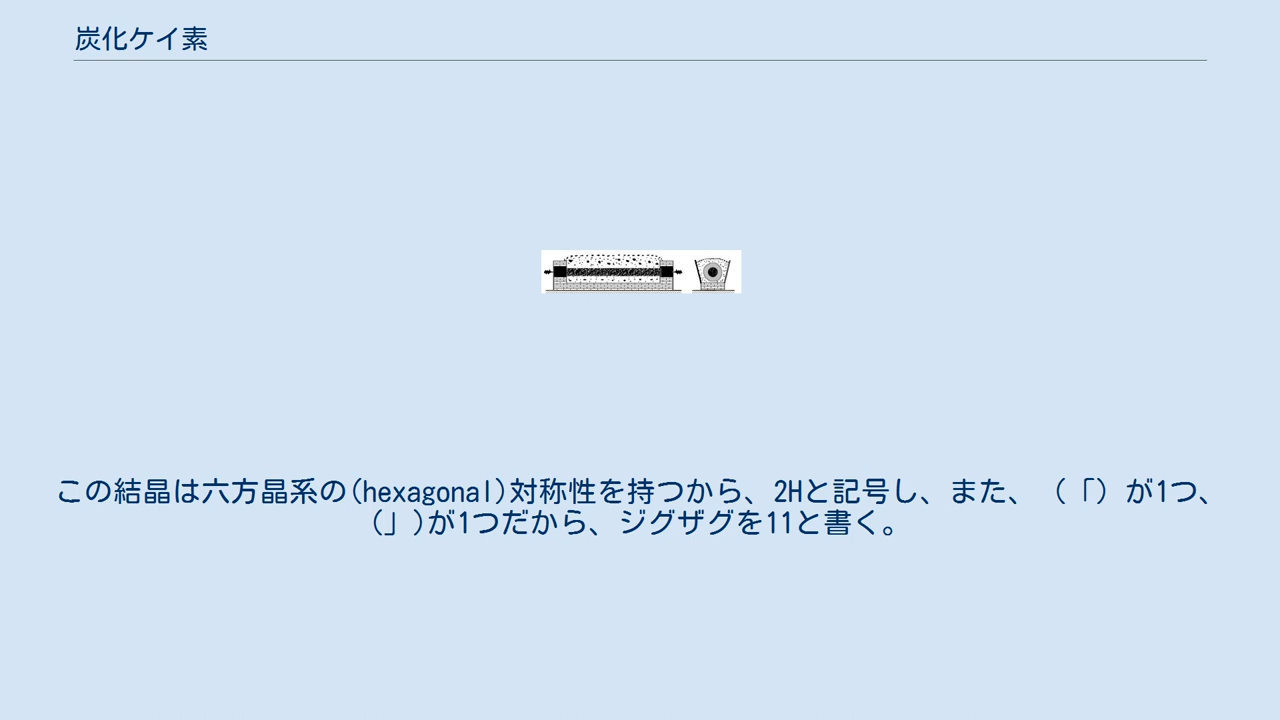 炭化ケイ素
この結晶は六方晶系の(hexagonal)対称性を持つから、2Hと記号し、また、（「）が1つ、
(」)が1つだから、ジグザグを11と書く。